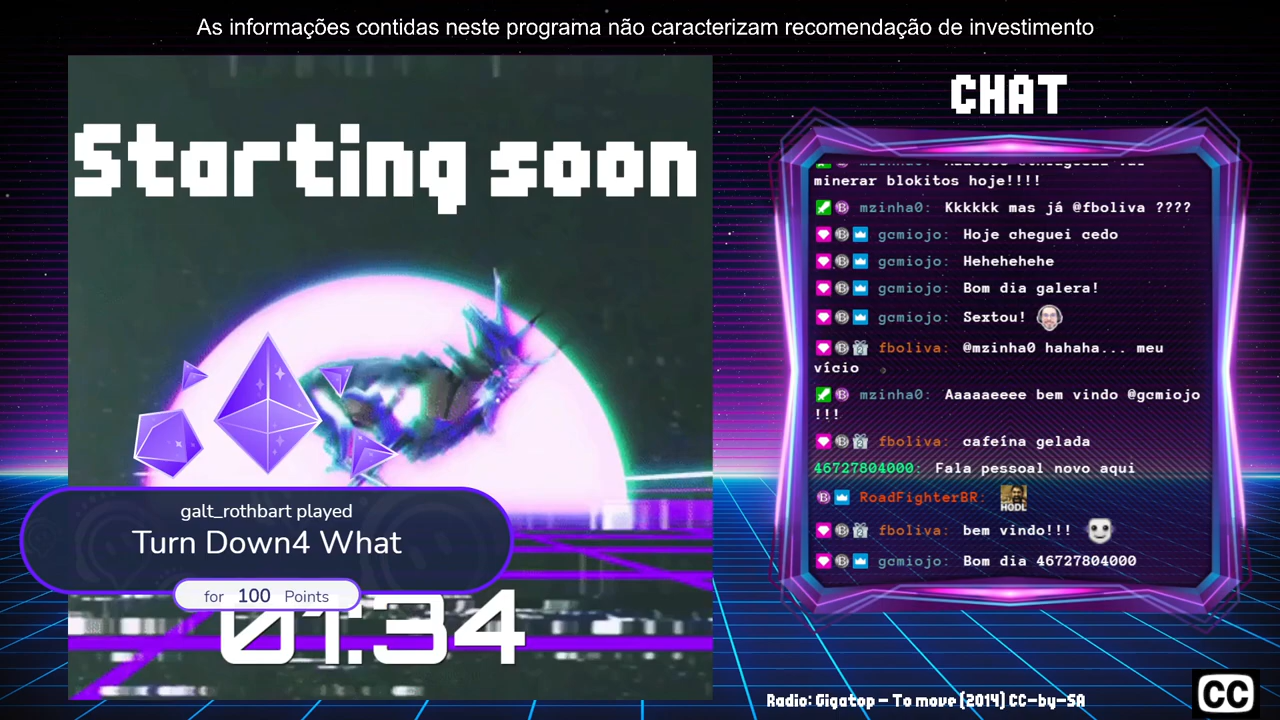 As informações contidas neste programa não caracterizam recomendação de investimento
Starting soon
galt_rothbart played
Turn Down4 What
for 100 Points
01:34
CHAT
minerar blokitos hoje!!!!
mzinha0: Kkkkkk mas já @fboliva ????
gcmiojo: Hoje cheguei cedo
gcmiojo: Hehehehehe
gcmiojo: Bom dia galera!
gcmiojo: Sextou!
fboliva: @mzinha0 hahaha... meu
vício
mzinha0: Aaaaaeeee bem vindo @gcmiojo
!!!
fboliva: cafeína gelada
46727804000: Fala pessoal novo aqui
RoadFighterBR: HODL
fboliva: bem vindo!!!
gcmiojo: Bom dia 46727804000
Radio: Gigatop - To move (2014) CC-by-SA
CC